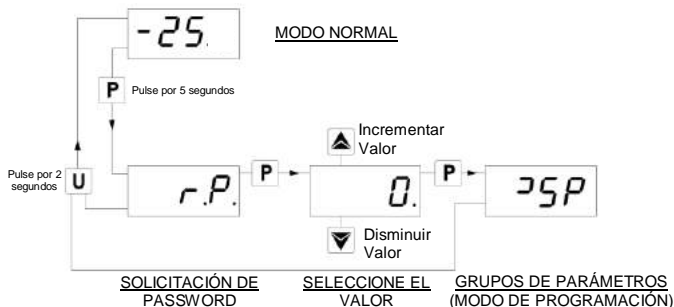 -25.
MODO NORMAL
P
Pulse por 5 segundos
Incrementar
Valor
Pulse por 2
segundos
U
r.P.
P
0.
P
⊃SP
Disminuir
Valor
SOLICITACIÓN DE
PASSWORD
SELECCIONE EL
VALOR
GRUPOS DE PARÁMETROS
(MODO DE PROGRAMACIÓN)